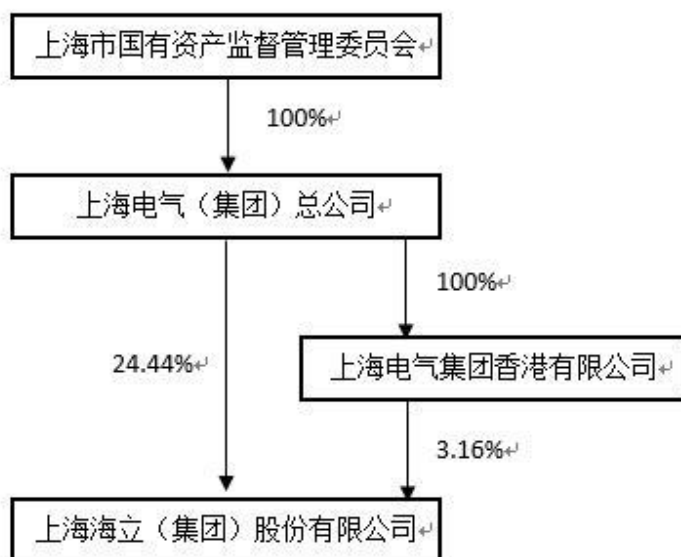 上海市国有资产监督管理委员会↵
100%↵
上海电气（集团）总公司↵
100%↵
24.44%↵
上海电气集团香港有限公司↵
3.16%↵
上海海立（集团）股份有限公司↵